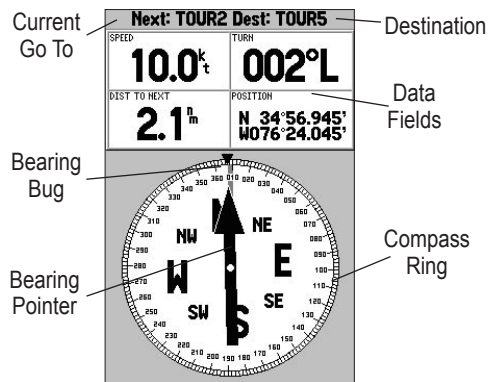 Current
Go To
Next: TOUR2 Dest: TOUR5
Destination
SPEED
10.0kt
TURN
002°L
DIST TO NEXT
2.1nm
POSITION
N 34°56.945'
W076°24.045'
Data
Fields
Bearing
Bug
Bearing
Pointer
Compass
Ring
360 010 020 030 040 050 060 070 080 090 100 110 120 130 140 150 160 170 180 190 200 210 220 230 240 250 260 270 280 290 300 310 320 330 340 350
N
NE
E
SE
S
SW
W
NW